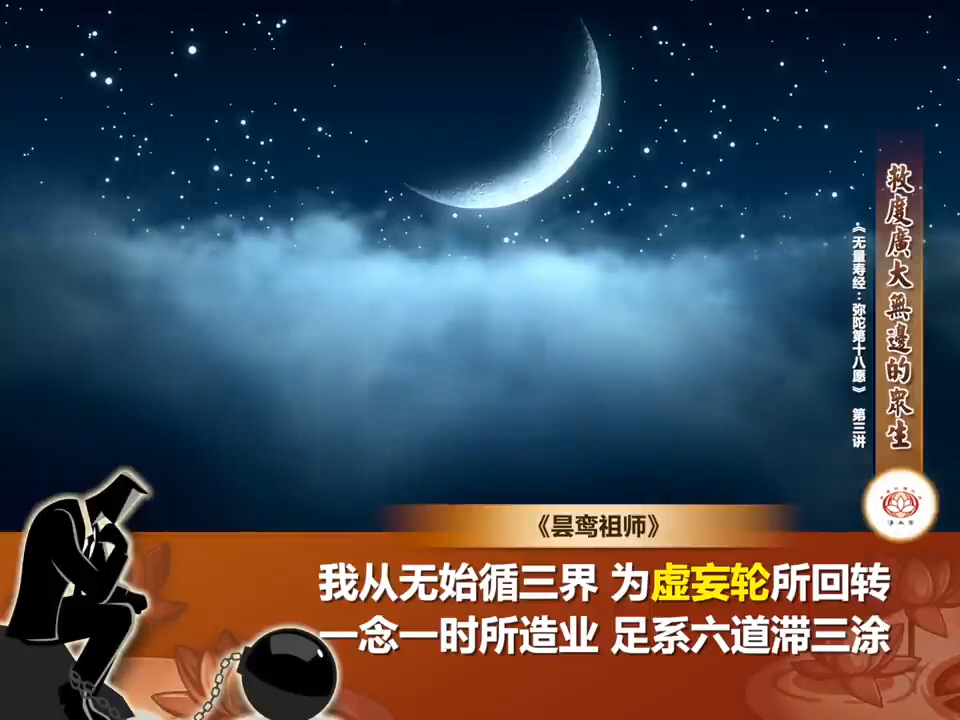 救度廣大無邊的眾生
《无量寿经：弥陀第十八愿》 第三讲
《昙鸾祖师》
我从无始循三界 为虚妄轮所回转
一念一时所造业 足系六道滞三涂